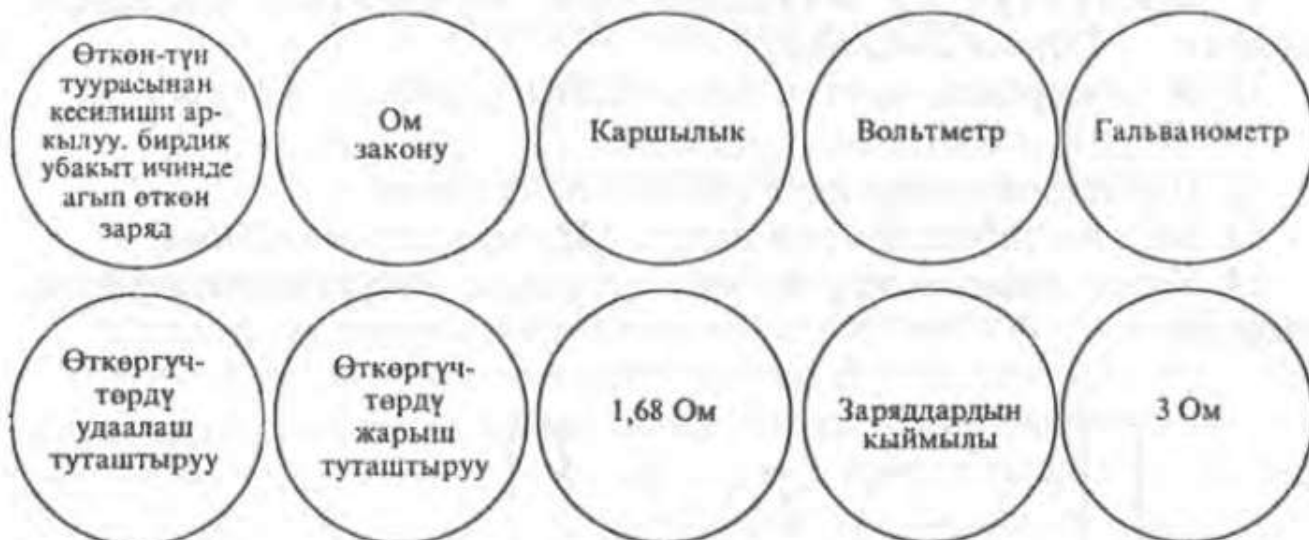 Өткөн-түн
туурасынан
кесилиши ар-
кылуу. бирдик
убакыт ичинде
агып өткөн
заряд
Ом
закону
Каршылык
Вольтметр
Гальванометр
Өткөргүч-
төрдү
удаалаш
туташтыруу
Өткөргүч-
төрдү
жарыш
туташтыруу
1,68 Ом
Заряддардын
кыймылы
3 Ом